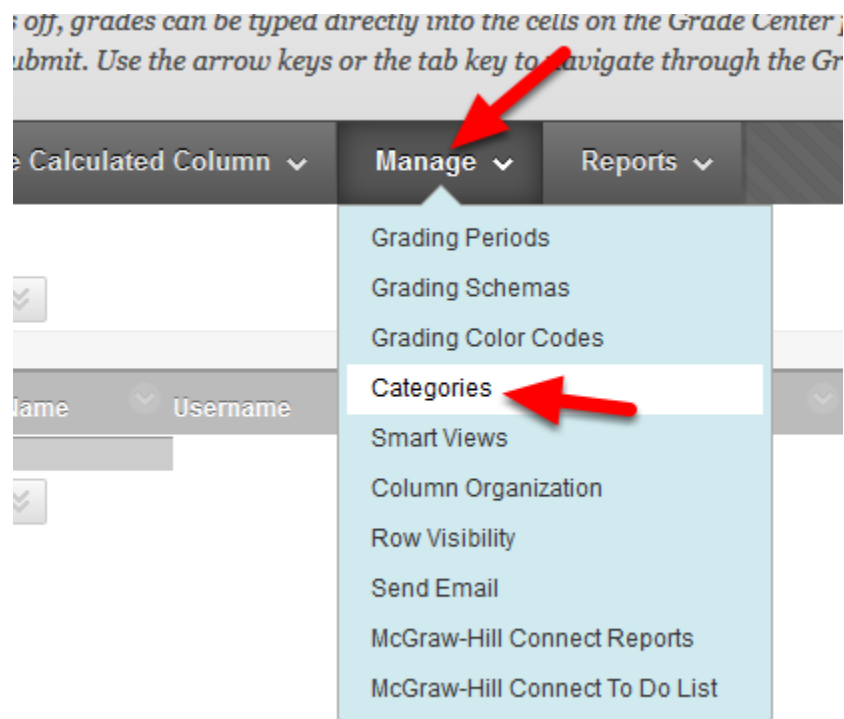 off, grades can be typed directly into the cells on the Grade Center
ubmit. Use the arrow keys or the tab key to navigate through the Gr
e Calculated Column Manage Reports
Grading Periods
Grading Schemas
Grading Color Codes
Categories
Name Username
Smart Views
Column Organization
Row Visibility
Send Email
McGraw-Hill Connect Reports
McGraw-Hill Connect To Do List